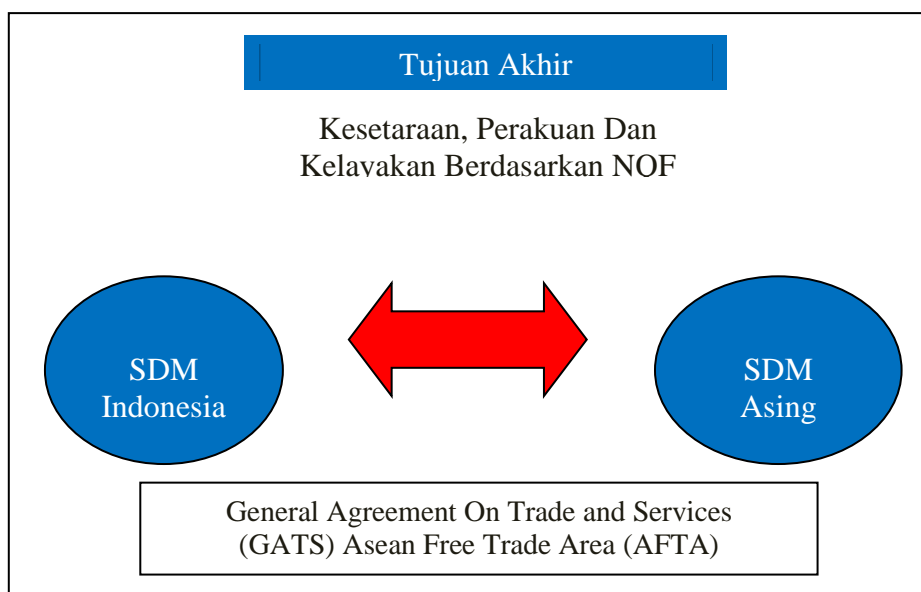 Tujuan Akhir
Kesetaraan, Perakuan Dan
Kelavakan Berdasarkan NOF
SDM
Indonesia
SDM
Asing
General Agreement On Trade and Services
(GATS) Asean Free Trade Area (AFTA)